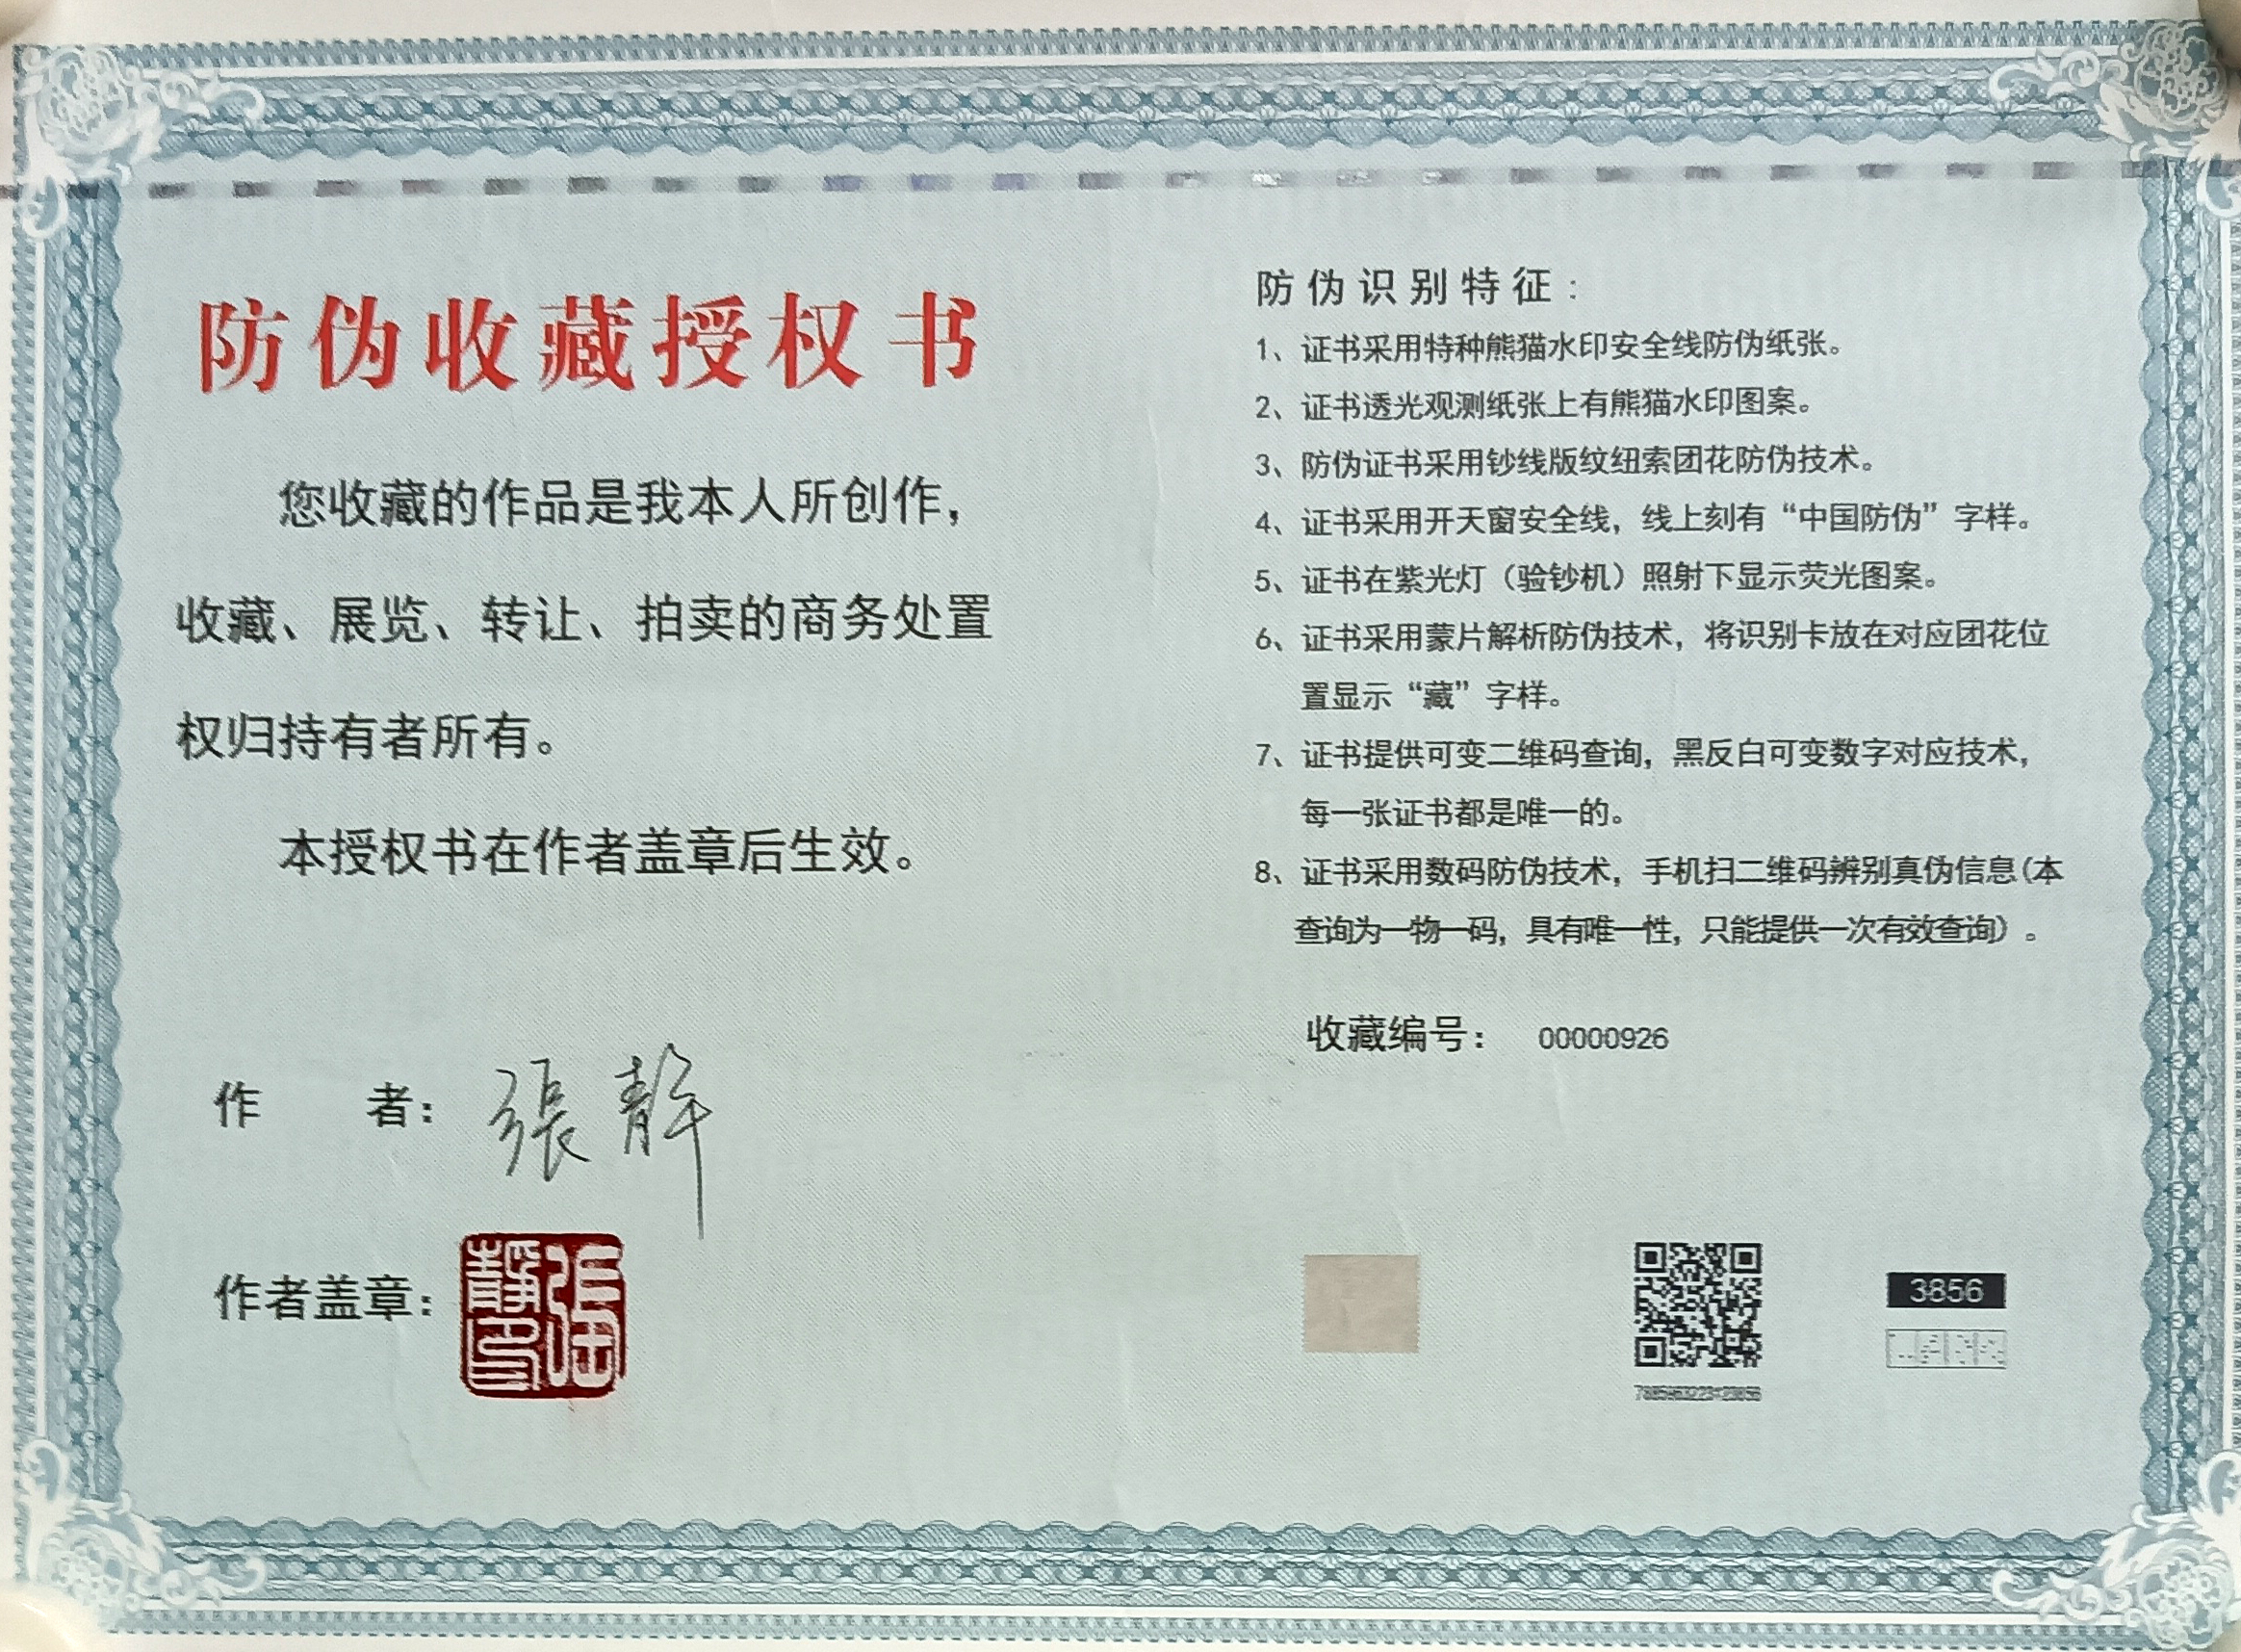 防伪收藏授权书
您收藏的作品是我本人所创作，
收藏、展览、转让、拍卖的商务处置
权归持有者所有。
本授权书在作者盖章后生效。
作 者：張靜
作者盖章：
張靜印
防伪识别特征：
1、证书采用特种熊猫水印安全线防伪纸张。
2、证书透光观测纸张上有熊猫水印图案。
3、防伪证书采用钞线版纹纽索团花防伪技术。
4、证书采用开天窗安全线，线上刻有“中国防伪”字样。
5、证书在紫光灯（验钞机）照射下显示荧光图案。
6、证书采用蒙片解析防伪技术，将识别卡放在对应团花位
置显示“藏”字样。
7、证书提供可变二维码查询，黑反白可变数字对应技术，
每一张证书都是唯一的。
8、证书采用数码防伪技术，手机扫二维码辨别真伪信息(本
查询为一物一码，具有唯一性，只能提供一次有效查询）。
收藏编号： 00000926
3856